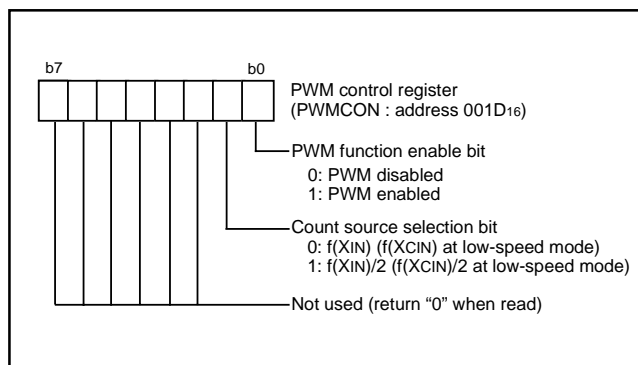 b7 b0
PWM control register
(PWMCON : address 001D16)
PWM function enable bit
0: PWM disabled
1: PWM enabled
Count source selection bit
0: f(XIN) (f(XCIN) at low-speed mode)
1: f(XIN)/2 (f(XCIN)/2 at low-speed mode)
Not used (return “0” when read)